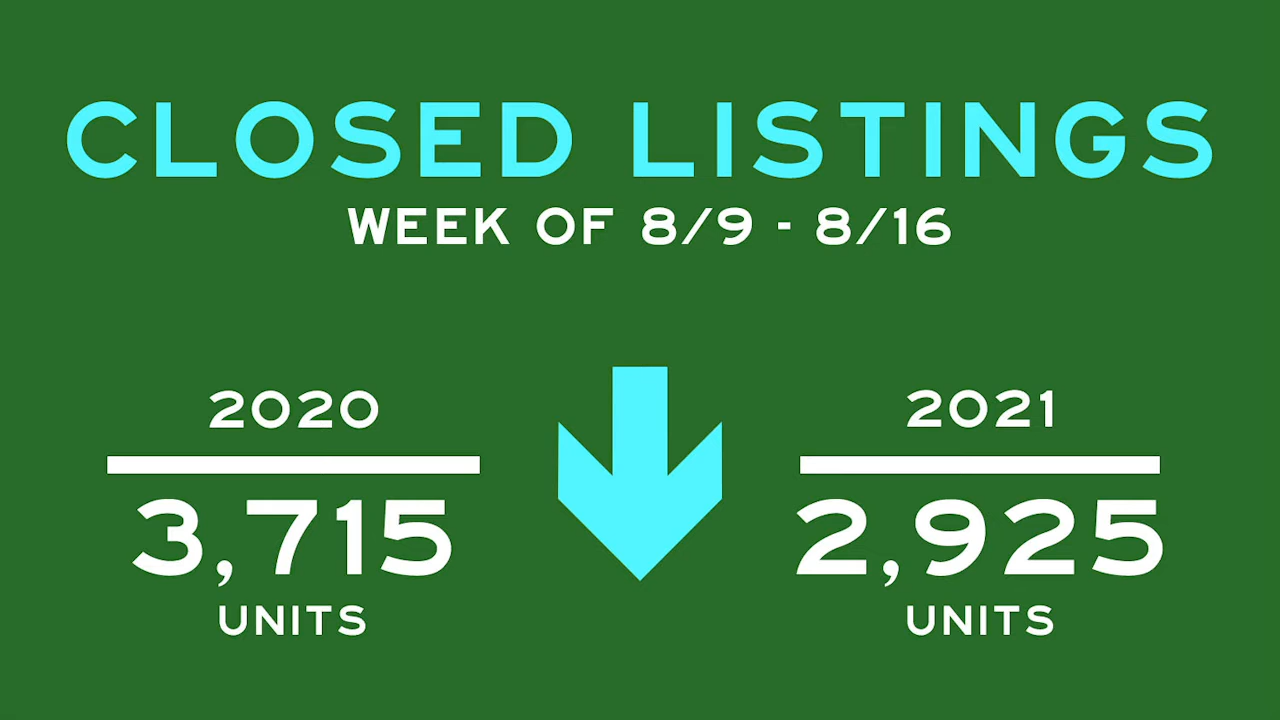 CLOSED LISTINGS
WEEK OF 8/9 - 8/16
2020
3,715
UNITS
2021
2,925
UNITS